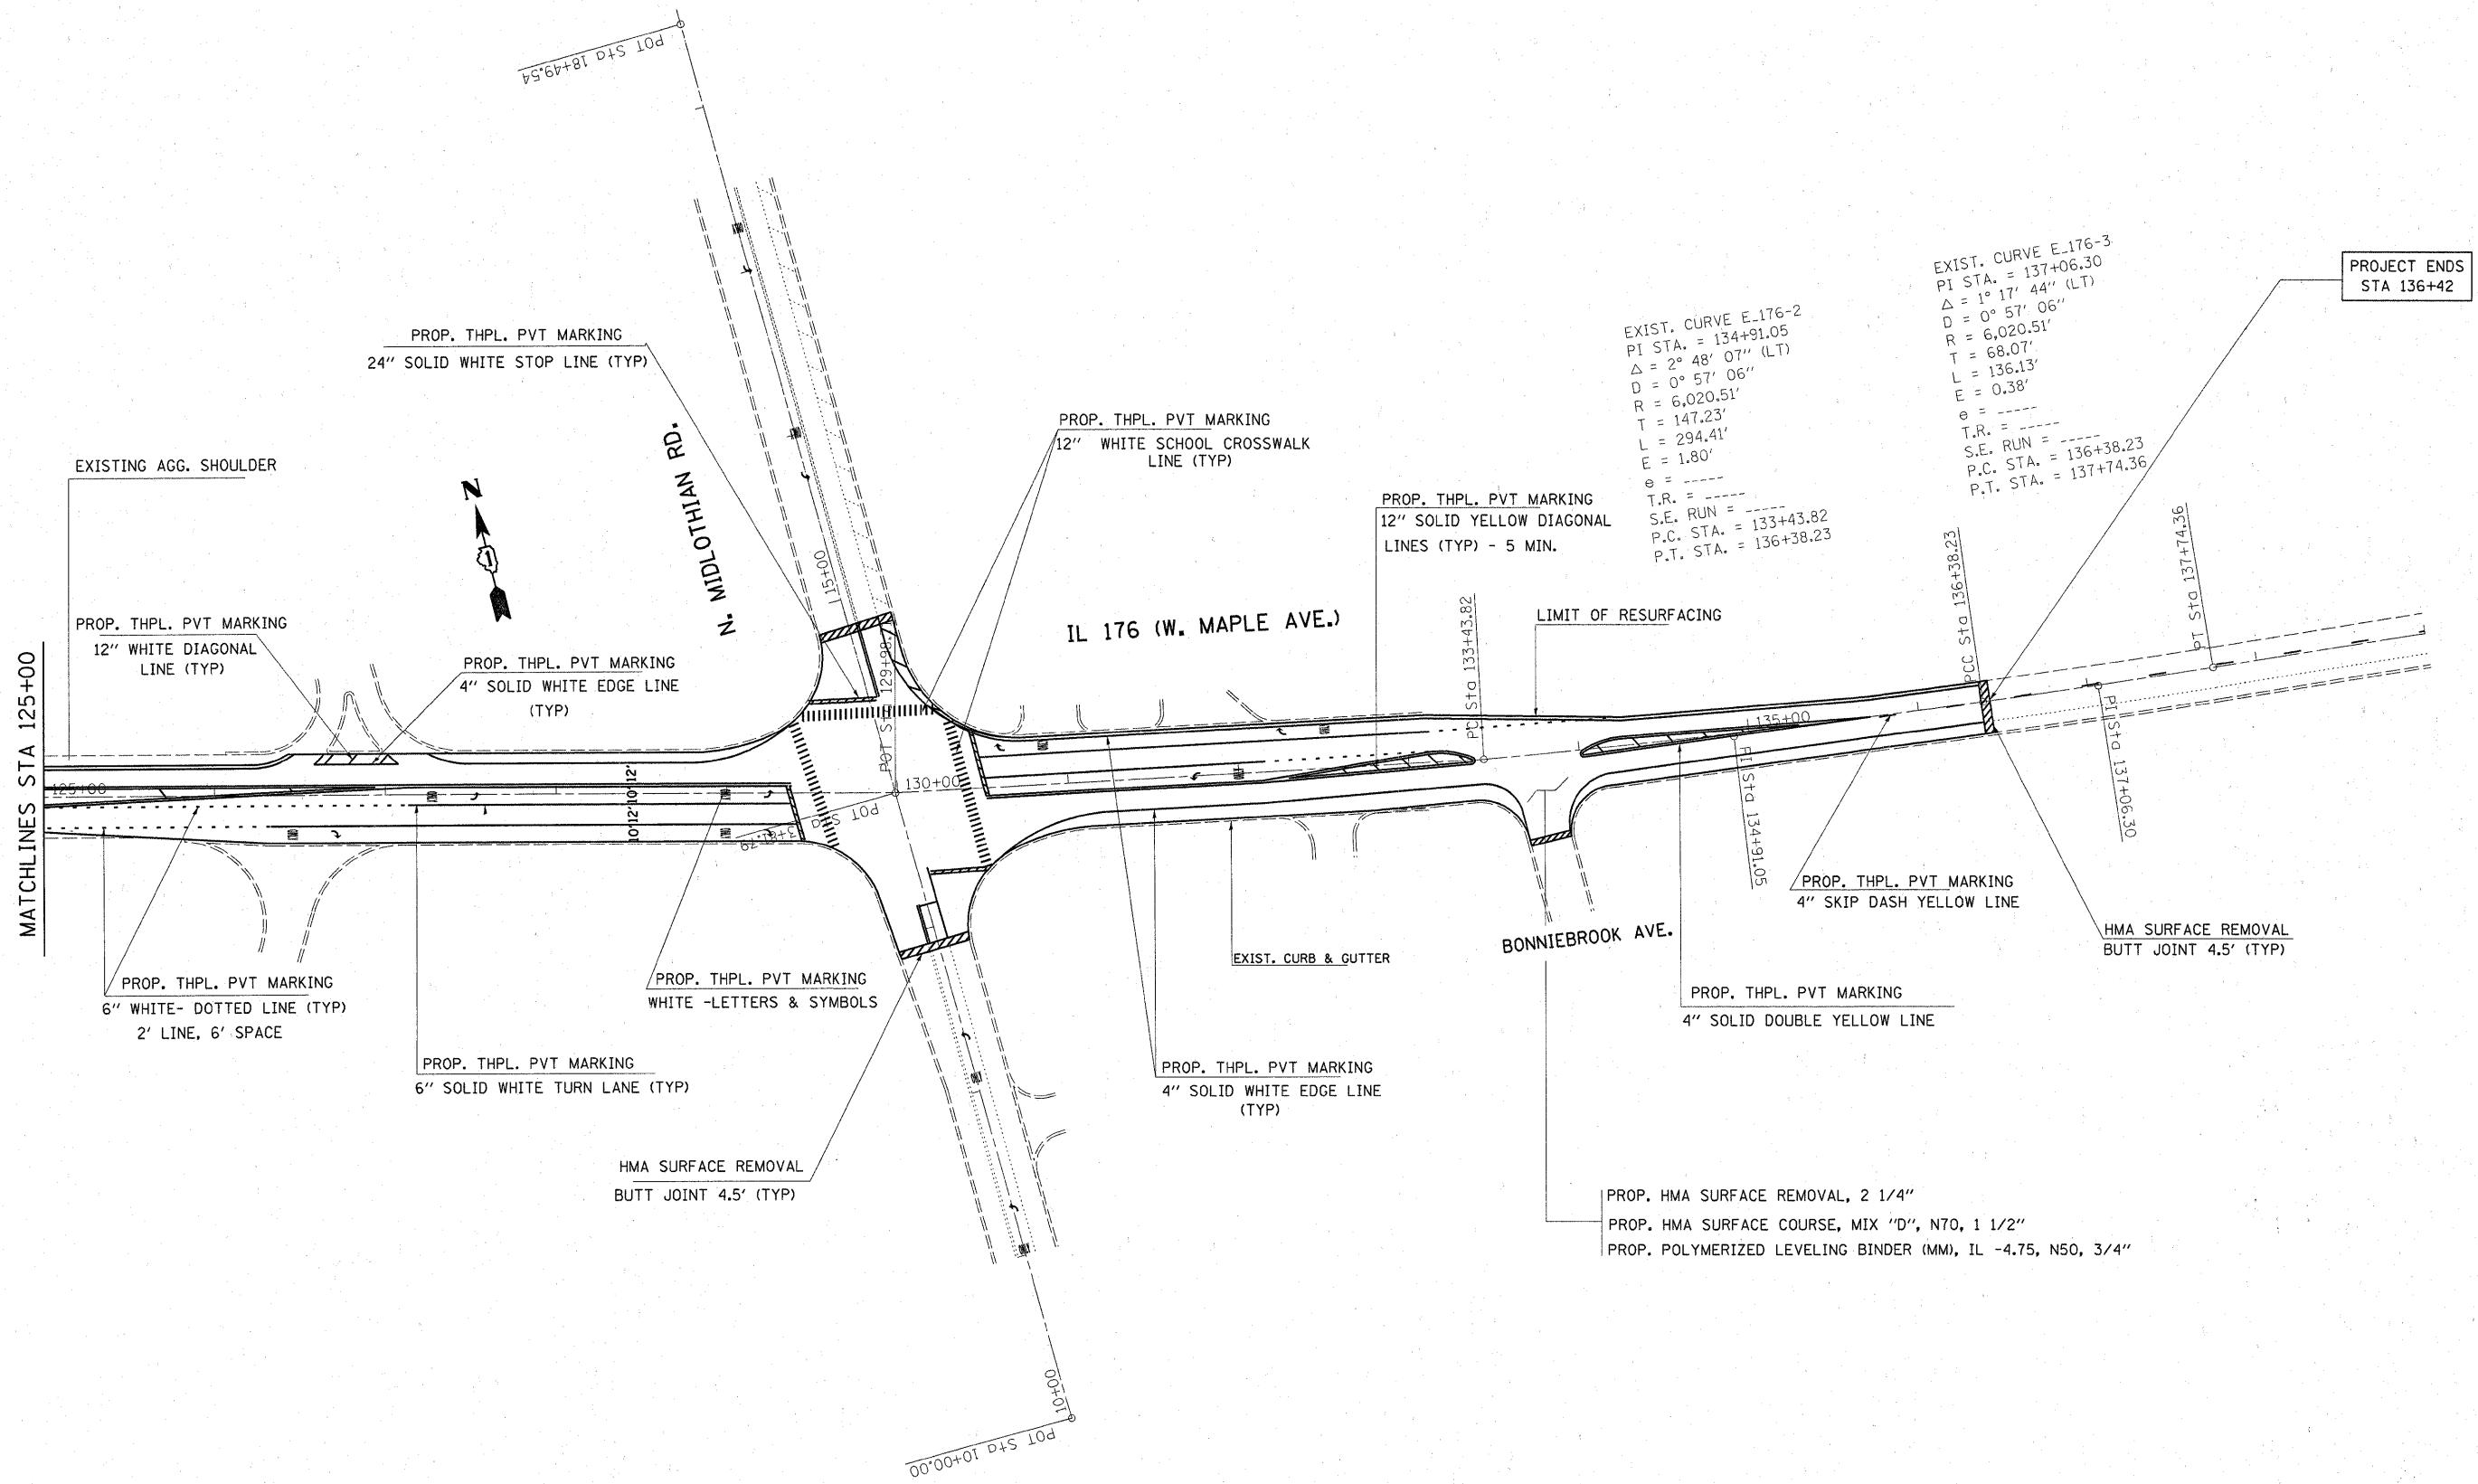 POT Sta 18+49.54
PROP. THPL. PVT MARKING
24" SOLID WHITE STOP LINE (TYP)
EXISTING AGG. SHOULDER
N
1
N. MIDLOTHIAN RD.
15+00
PROP. THPL. PVT MARKING
12" WHITE SCHOOL CROSSWALK
LINE (TYP)
PROP. THPL. PVT MARKING
12" SOLID YELLOW DIAGONAL
LINES (TYP) - 5 MIN.
EXIST. CURVE E_176-2
PI STA. = 134+91.05
Δ = 2° 48' 07" (LT)
D = 0° 57' 06"
R = 6,020.51'
T = 147.23'
L = 294.41'
E = 1.80'
e = -----
T.R. = -----
S.E. RUN = -----
P.C. STA. = 133+43.82
P.T. STA. = 136+38.23
EXIST. CURVE E_176-3
PI STA. = 137+06.30
Δ = 1° 17' 44" (LT)
D = 0° 57' 06"
R = 6,020.51'
T = 68.07'
L = 136.13'
E = 0.38'
e = -----
T.R. = -----
S.E. RUN = -----
P.C. STA. = 136+38.23
P.T. STA. = 137+74.36
PROJECT ENDS
STA 136+42
PROP. THPL. PVT MARKING
12" WHITE DIAGONAL
LINE (TYP)
PROP. THPL. PVT MARKING
4" SOLID WHITE EDGE LINE
(TYP)
IL 176 (W. MAPLE AVE.)
LIMIT OF RESURFACING
MATCHLINES STA 125+00
125+00
10' 12' 10' 12'
POT Sta 129+98
130+00
POT Sta
PC Sta 133+43.82
135+00
PI Sta 134+91.05
PCC Sta 136+38.23
PI Sta 137+06.30
PT Sta 137+74.36
PROP. THPL. PVT MARKING
6" WHITE- DOTTED LINE (TYP)
2' LINE, 6' SPACE
PROP. THPL. PVT MARKING
6" SOLID WHITE TURN LANE (TYP)
PROP. THPL. PVT MARKING
WHITE -LETTERS & SYMBOLS
HMA SURFACE REMOVAL
BUTT JOINT 4.5' (TYP)
EXIST. CURB & GUTTER
PROP. THPL. PVT MARKING
4" SOLID WHITE EDGE LINE
(TYP)
BONNIEBROOK AVE.
PROP. THPL. PVT MARKING
4" SKIP DASH YELLOW LINE
PROP. THPL. PVT MARKING
4" SOLID DOUBLE YELLOW LINE
HMA SURFACE REMOVAL
BUTT JOINT 4.5' (TYP)
PROP. HMA SURFACE REMOVAL, 2 1/4"
PROP. HMA SURFACE COURSE, MIX "D", N70, 1 1/2"
PROP. POLYMERIZED LEVELING BINDER (MM), IL -4.75, N50, 3/4"
10+00
POT Sta 10+00.00